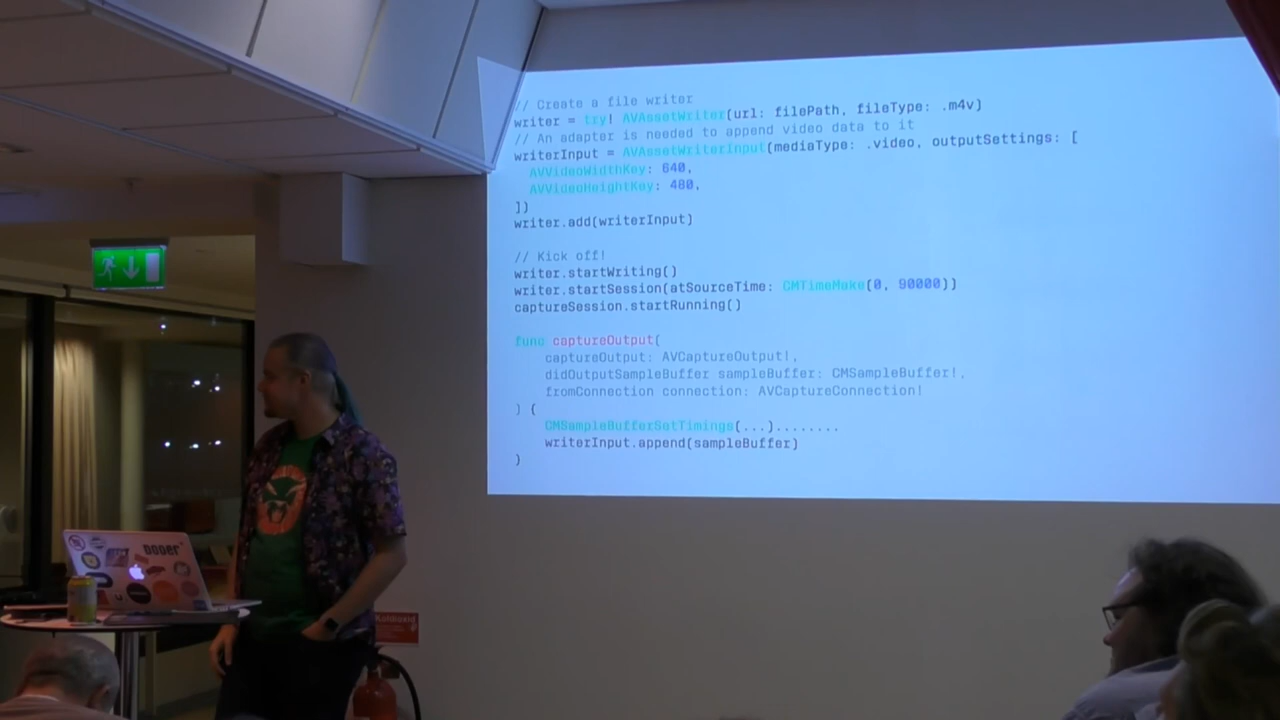 // Create a file writer
writer = try! AVAssetWriter(url: filePath, fileType: .m4v)
// An adapter is needed to append video data to it
writerInput = AVAssetWriterInput(mediaType: .video, outputSettings: [
AVVideoWidthKey: 640,
AVVideoHeightKey: 480,
])
writer.add(writerInput)
// Kick off!
writer.startWriting()
writer.startSession(atSourceTime: CMTimeMake(0, 90000))
captureSession.startRunning()
func captureOutput(
captureOutput: AVCaptureOutput!,
didOutputSampleBuffer sampleBuffer: CMSampleBuffer!,
fromConnection connection: AVCaptureConnection!
) {
CMSampleBufferSetTimings(...)........
writerInput.append(sampleBuffer)
}
DODER